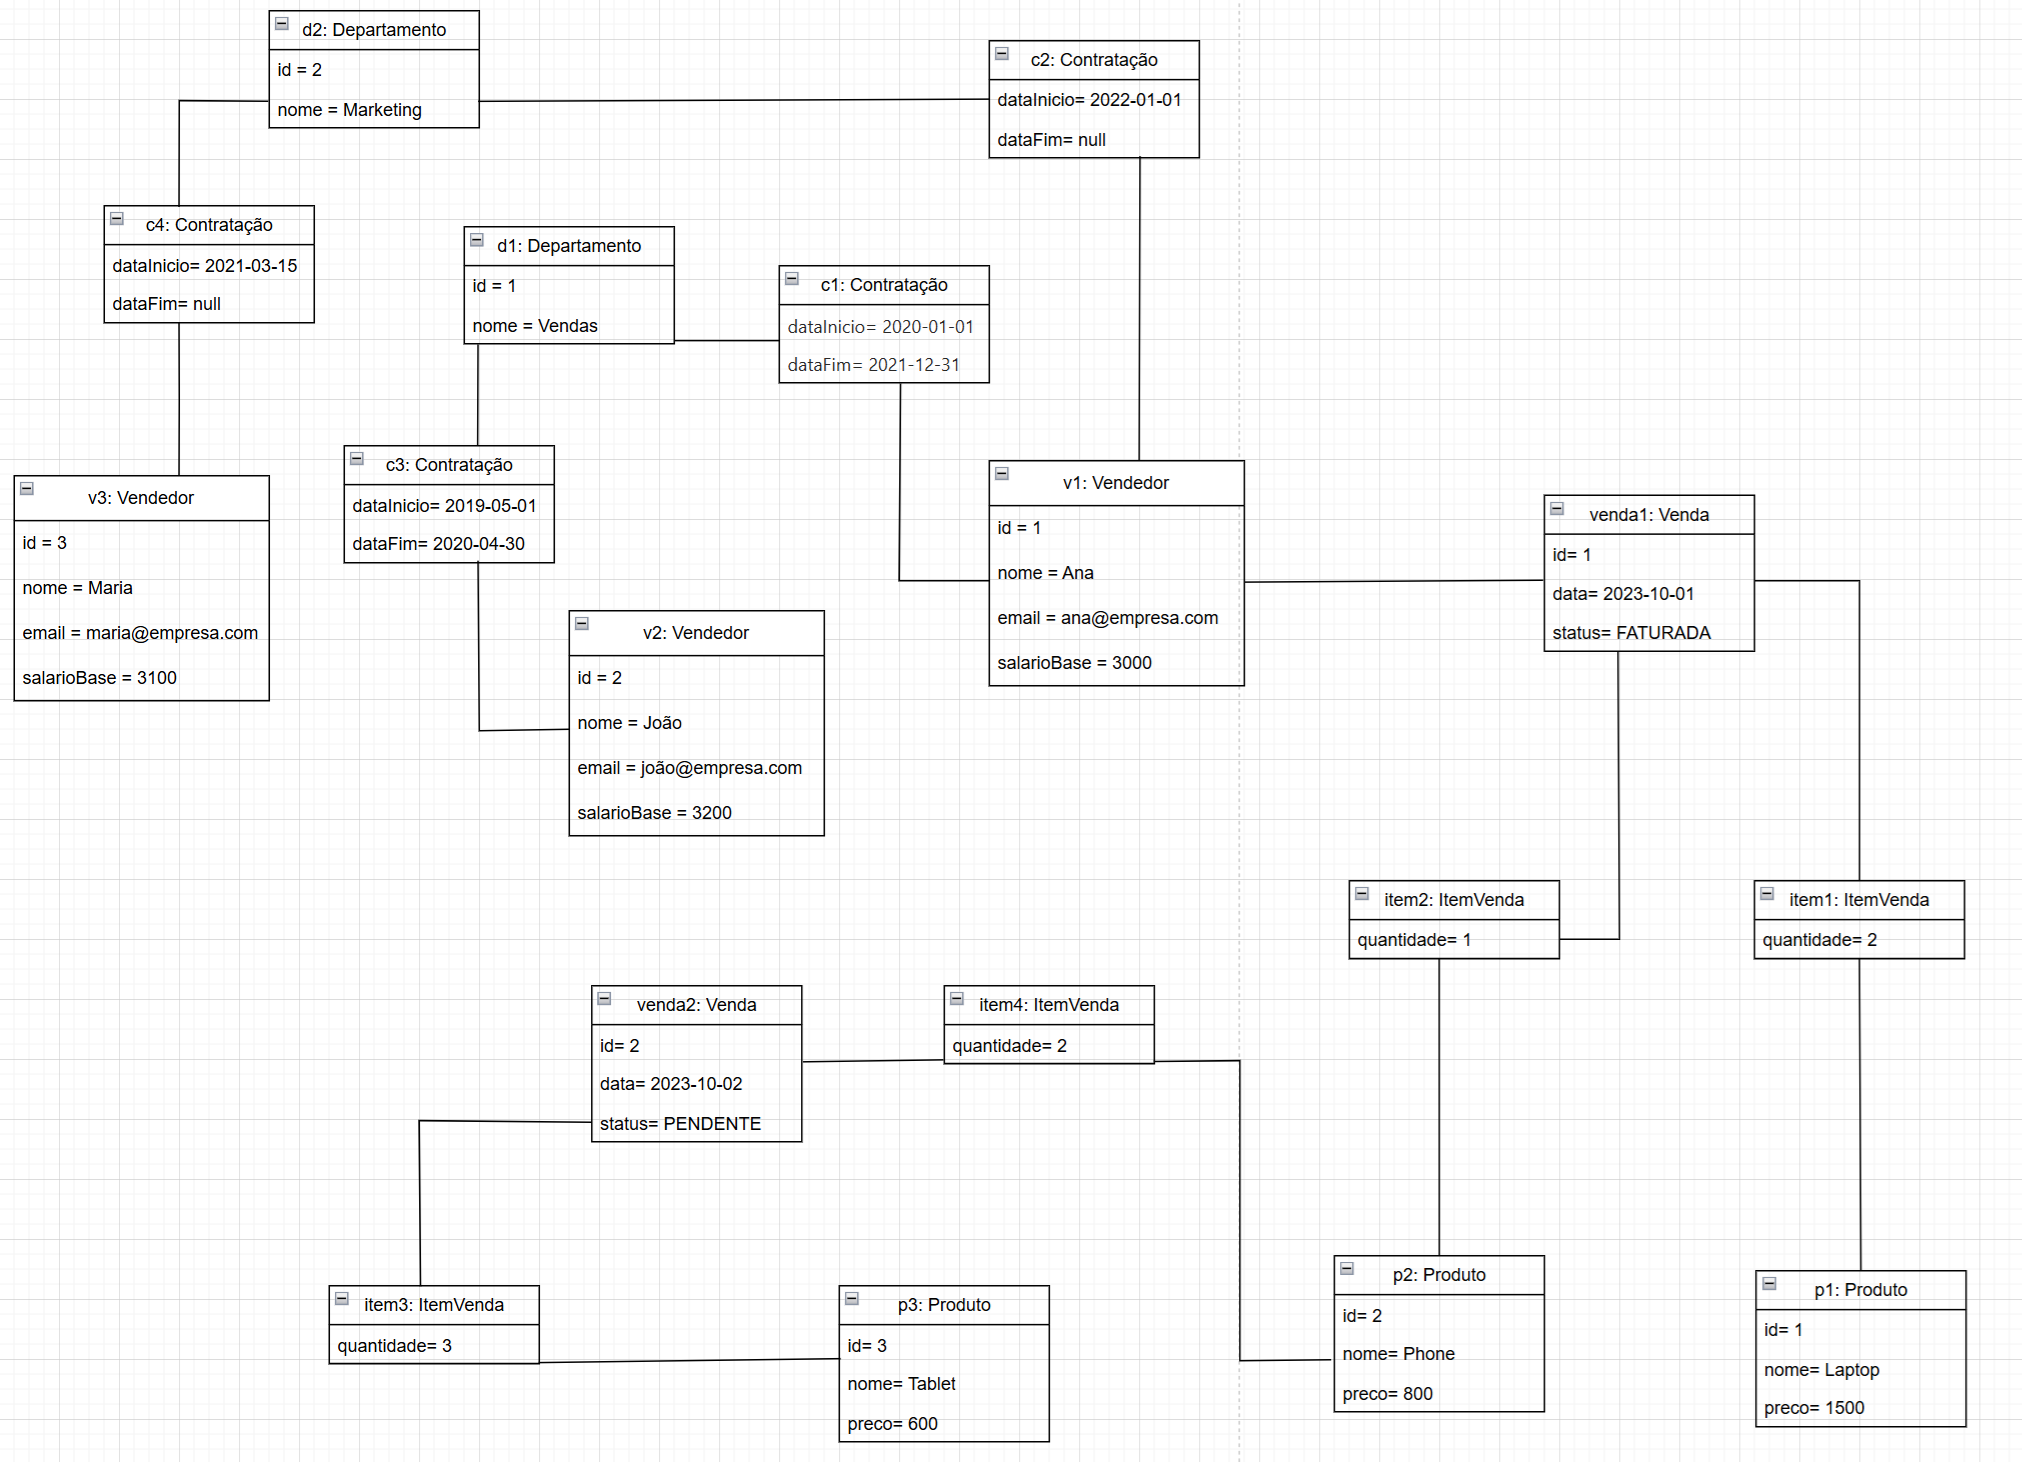 d2: Departamento
id = 2
nome = Marketing
c2: Contratação
dataInicio= 2022-01-01
dataFim= null
c4: Contratação
dataInicio= 2021-03-15
dataFim= null
d1: Departamento
id = 1
nome = Vendas
c1: Contratação
dataInicio= 2020-01-01
dataFim= 2021-12-31
c3: Contratação
dataInicio= 2019-05-01
dataFim= 2020-04-30
v3: Vendedor
id = 3
nome = Maria
email = maria@empresa.com
salarioBase = 3100
v2: Vendedor
id = 2
nome = João
email = joão@empresa.com
salarioBase = 3200
v1: Vendedor
id = 1
nome = Ana
email = ana@empresa.com
salarioBase = 3000
venda1: Venda
id= 1
data= 2023-10-01
status= FATURADA
item2: ItemVenda
quantidade= 1
item1: ItemVenda
quantidade= 2
venda2: Venda
id= 2
data= 2023-10-02
status= PENDENTE
item4: ItemVenda
quantidade= 2
item3: ItemVenda
quantidade= 3
p3: Produto
id= 3
nome= Tablet
preco= 600
p2: Produto
id= 2
nome= Phone
preco= 800
p1: Produto
id= 1
nome= Laptop
preco= 1500